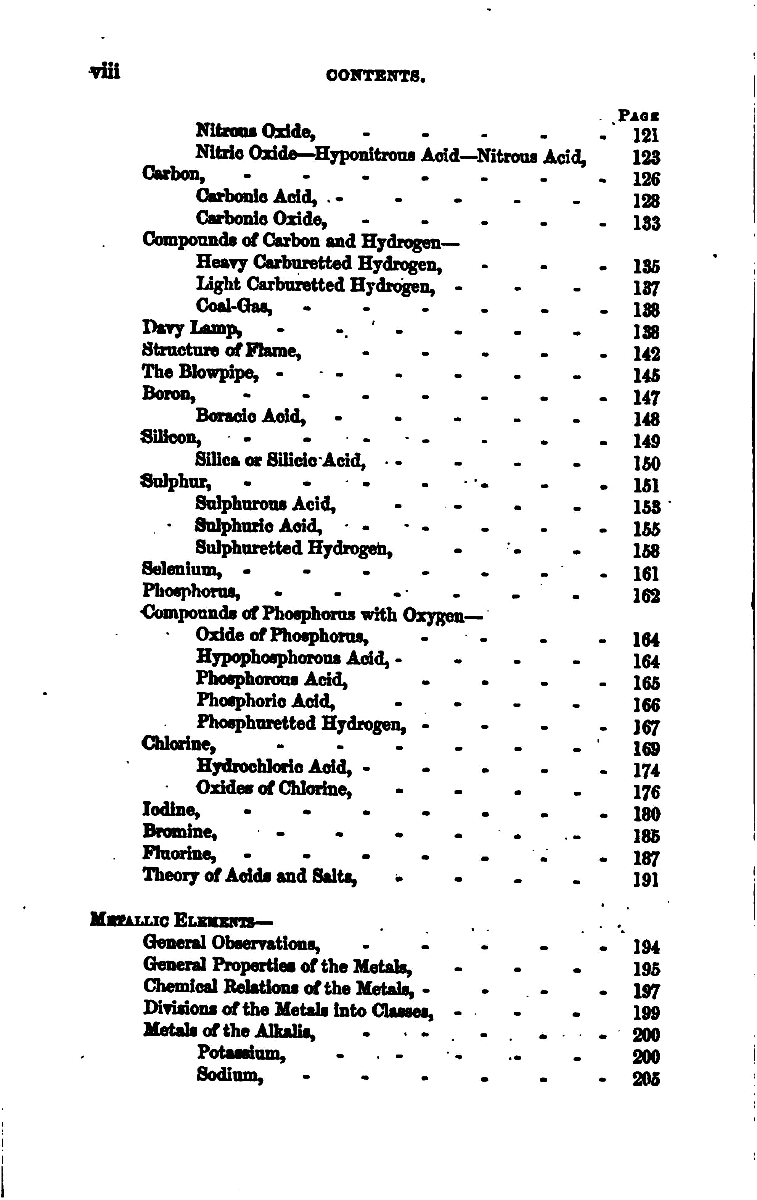 viii CONTENTS.
PAGE
Nitrous Oxide, - - - - - 121
Nitric Oxide—Hyponitrous Acid—Nitrous Acid, 123
Carbon, - - - - - - - 126
Carbonic Acid, - - - - - 128
Carbonic Oxide, - - - - - 133
Compounds of Carbon and Hydrogen—
Heavy Carburetted Hydrogen, - - - 135
Light Carburetted Hydrogen, - - - 137
Coal-Gas, - - - - - - 138
Davy Lamp, - - - - - - 138
Structure of Flame, - - - - - 142
The Blowpipe, - - - - - - 145
Boron, - - - - - - - 147
Boracic Acid, - - - - - 148
Silicon, - - - - - - - 149
Silica or Silicic Acid, - - - - 150
Sulphur, - - - - - - - 151
Sulphurous Acid, - - - - 153
Sulphuric Acid, - - - - - 155
Sulphuretted Hydrogen, - - - 158
Selenium, - - - - - - - 161
Phosphorus, - - - - - - 162
Compounds of Phosphorus with Oxygen—
Oxide of Phosphorus, - - - - 164
Hypophosphorous Acid, - - - - 164
Phosphorous Acid, - - - - 165
Phosphoric Acid, - - - - 166
Phosphuretted Hydrogen, - - - - 167
Chlorine, - - - - - - 169
Hydrochloric Acid, - - - - - 174
Oxides of Chlorine, - - - - 176
Iodine, - - - - - - - 180
Bromine, - - - - - - 185
Fluorine, - - - - - - - 187
Theory of Acids and Salts, - - - - 191
METALLIC ELEMENTS—
General Observations, - - - - - 194
General Properties of the Metals, - - - 195
Chemical Relations of the Metals, - - - - 197
Divisions of the Metals into Classes, - - - 199
Metals of the Alkalis, - - - - - 200
Potassium, - - - - - 200
Sodium, - - - - - - 205